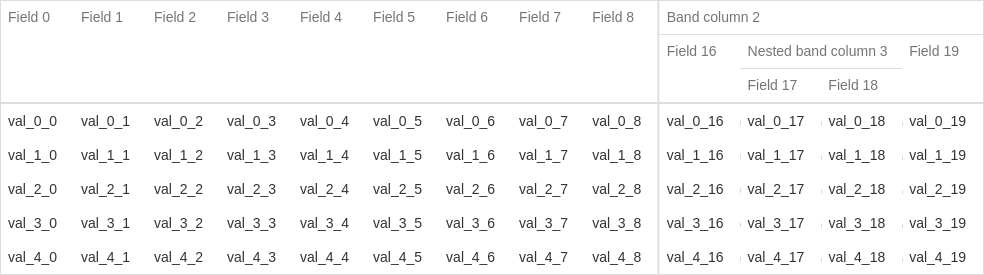 Field 0 Field 1 Field 2 Field 3 Field 4 Field 5 Field 6 Field 7 Field 8 Band column 2
Field 16 Nested band column 3 Field 19
Field 17 Field 18
val_0_0 val_0_1 val_0_2 val_0_3 val_0_4 val_0_5 val_0_6 val_0_7 val_0_8 val_0_16 val_0_17 val_0_18 val_0_19
val_1_0 val_1_1 val_1_2 val_1_3 val_1_4 val_1_5 val_1_6 val_1_7 val_1_8 val_1_16 val_1_17 val_1_18 val_1_19
val_2_0 val_2_1 val_2_2 val_2_3 val_2_4 val_2_5 val_2_6 val_2_7 val_2_8 val_2_16 val_2_17 val_2_18 val_2_19
val_3_0 val_3_1 val_3_2 val_3_3 val_3_4 val_3_5 val_3_6 val_3_7 val_3_8 val_3_16 val_3_17 val_3_18 val_3_19
val_4_0 val_4_1 val_4_2 val_4_3 val_4_4 val_4_5 val_4_6 val_4_7 val_4_8 val_4_16 val_4_17 val_4_18 val_4_19